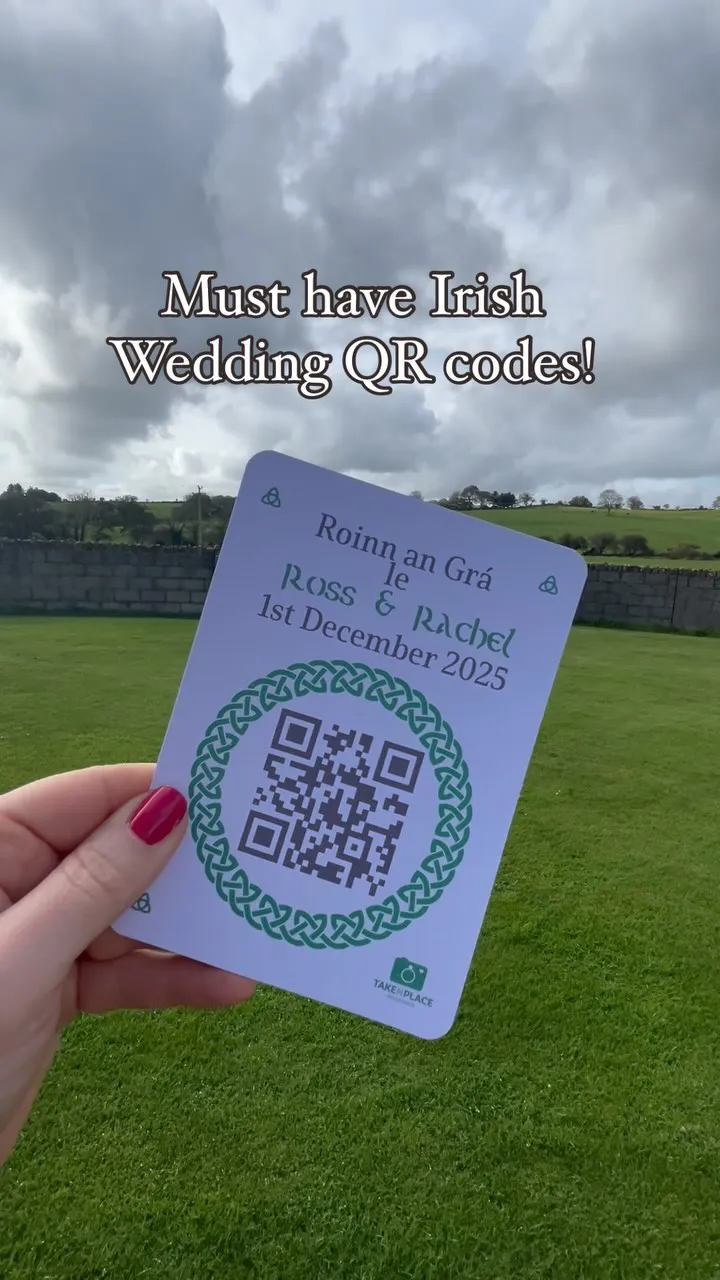 Must have Irish
Wedding QR codes!
Roinn an Grá
le
Ross & Rachel
1st December 2025
TAKE N PLACE